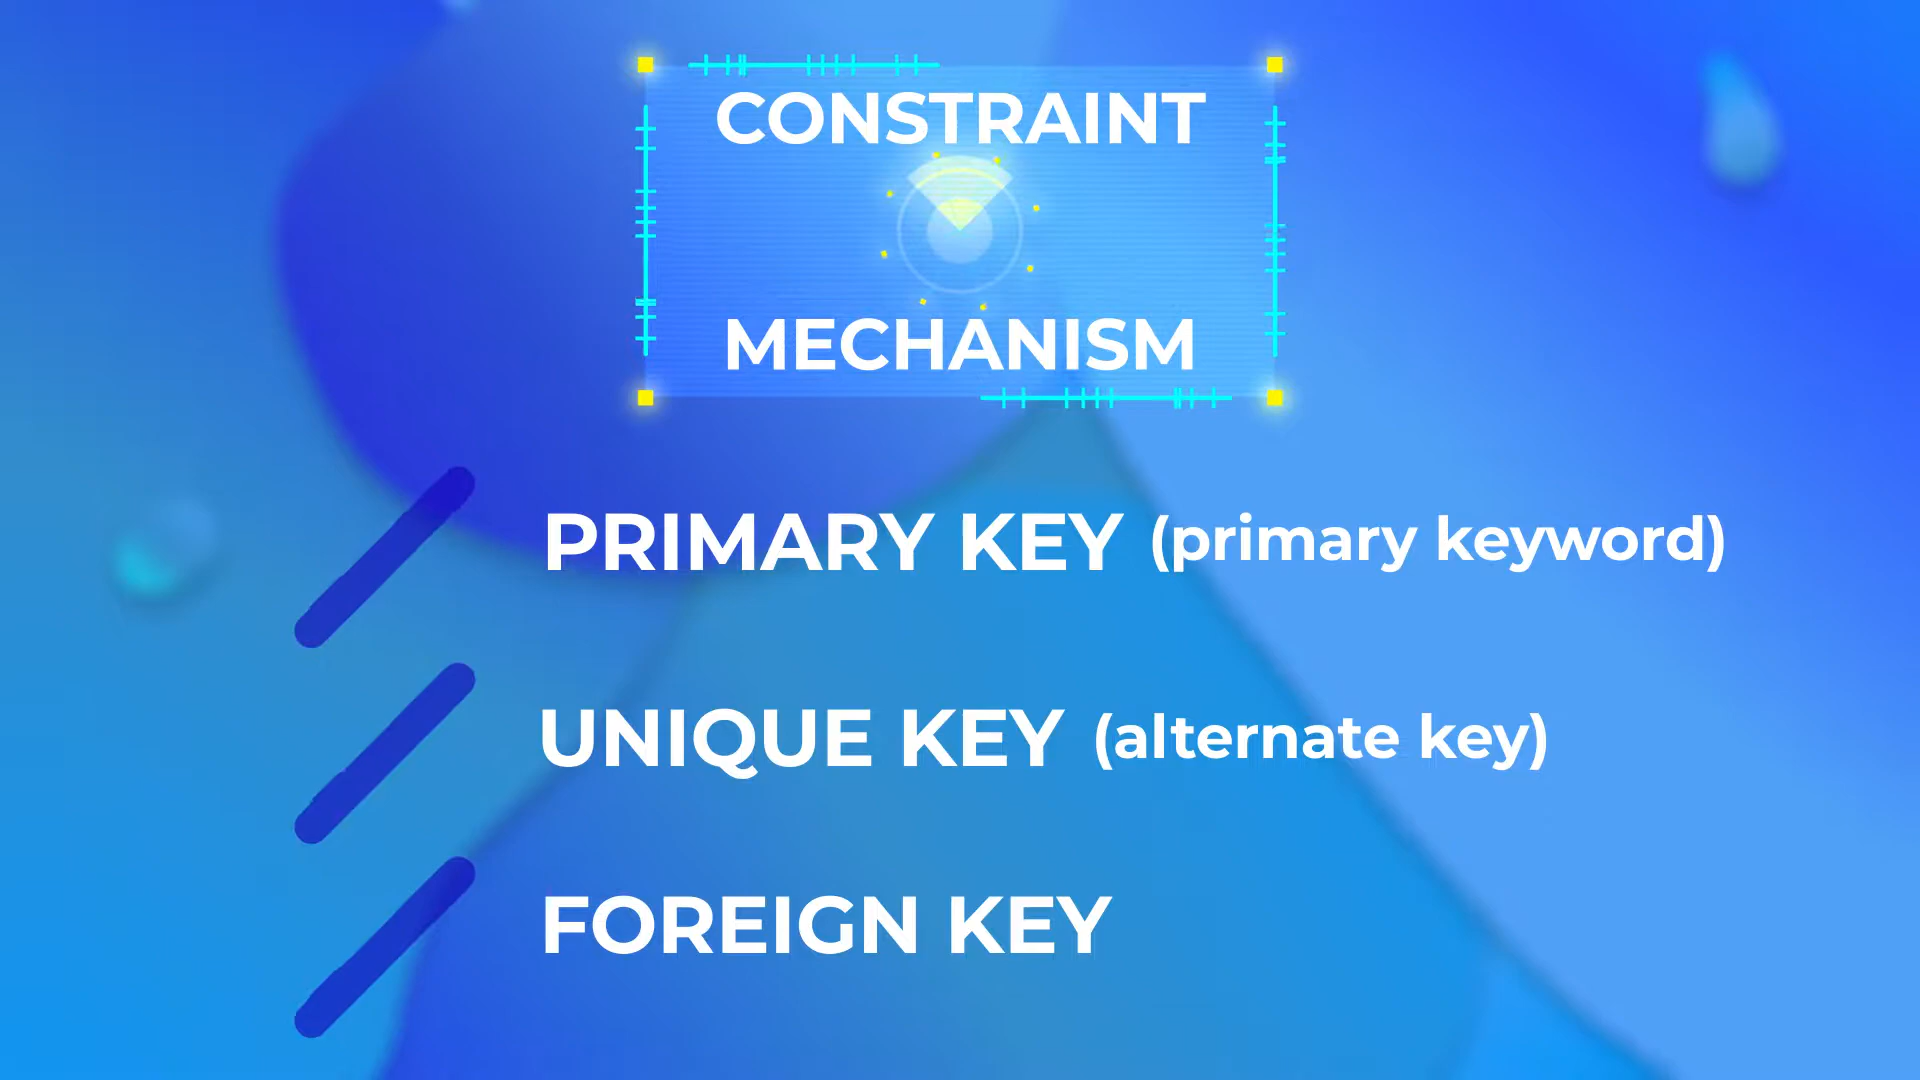 CONSTRAINT
MECHANISM
PRIMARY KEY (primary keyword)
UNIQUE KEY (alternate key)
FOREIGN KEY